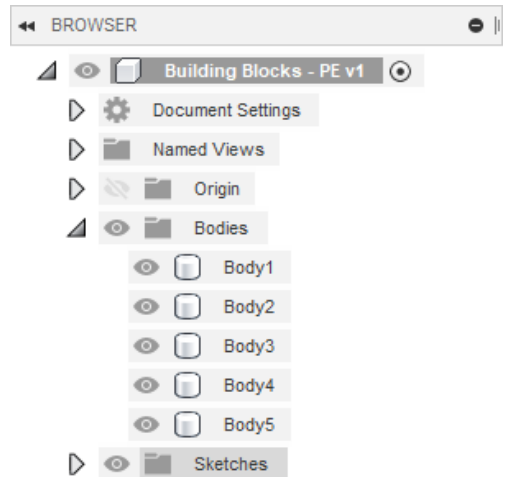 BROWSER
Building Blocks - PE v1
Document Settings
Named Views
Origin
Bodies
Body1
Body2
Body3
Body4
Body5
Sketches